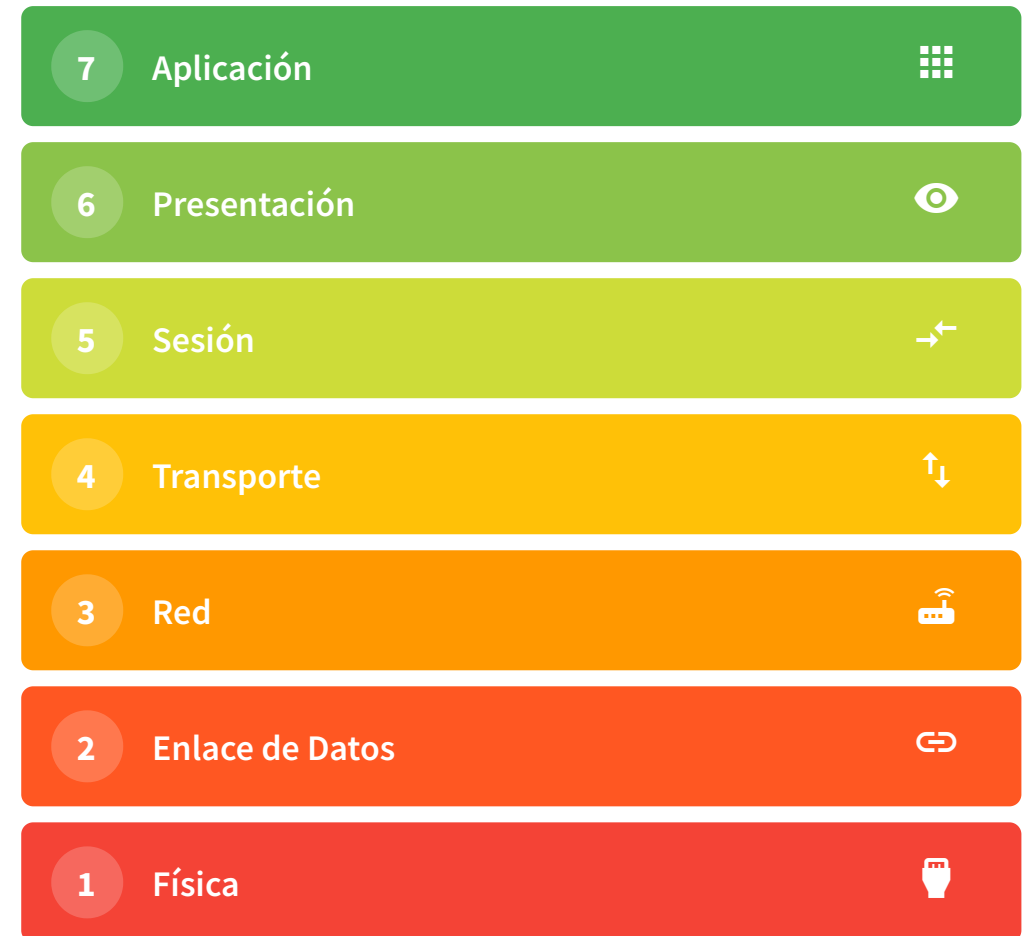 7 Aplicación
6 Presentación
5 Sesión
4 Transporte
3 Red
2 Enlace de Datos
1 Física